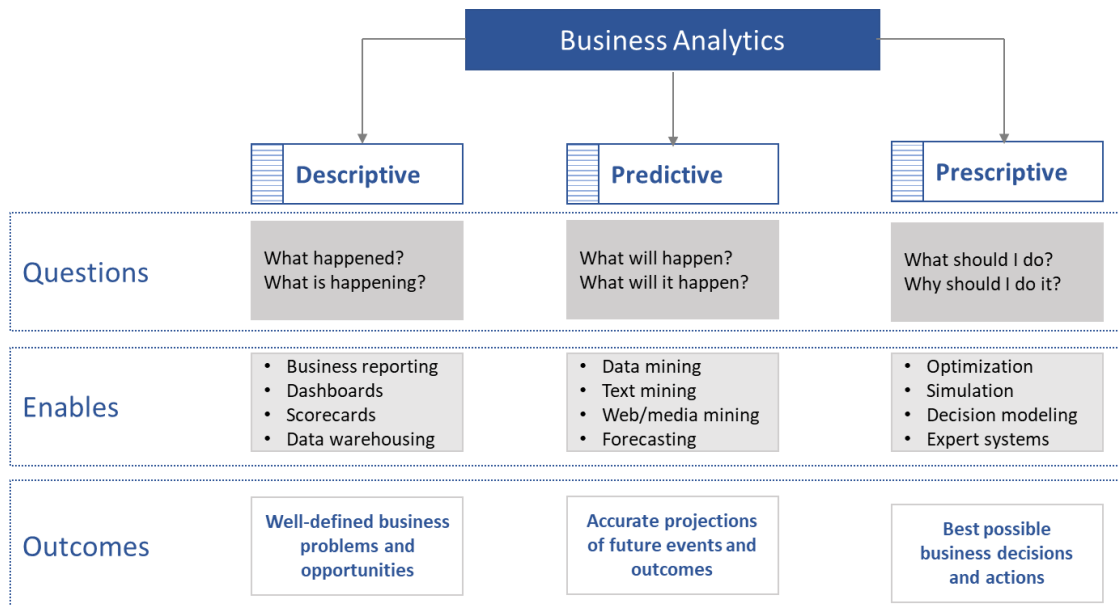 Business Analytics
Descriptive
Predictive
Prescriptive
Questions
What happened?
What is happening?
What will happen?
What will it happen?
What should I do?
Why should I do it?
Enables
• Business reporting
• Dashboards
• Scorecards
• Data warehousing
• Data mining
• Text mining
• Web/media mining
• Forecasting
• Optimization
• Simulation
• Decision modeling
• Expert systems
Outcomes
Well-defined business
problems and
opportunities
Accurate projections
of future events and
outcomes
Best possible
business decisions
and actions